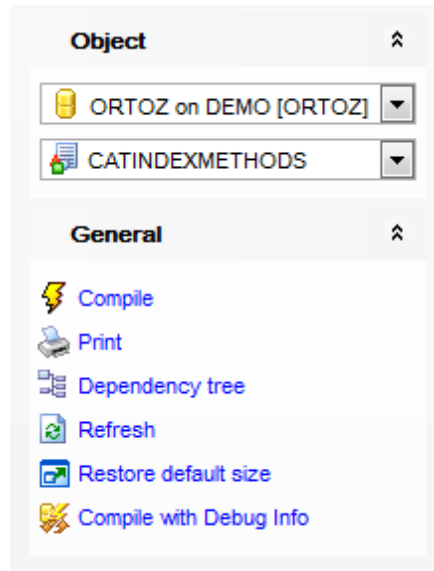 Object
ORTOZ on DEMO [ORTOZ]
CATINDEXMETHODS
General
Compile
Print
Dependency tree
Refresh
Restore default size
Compile with Debug Info